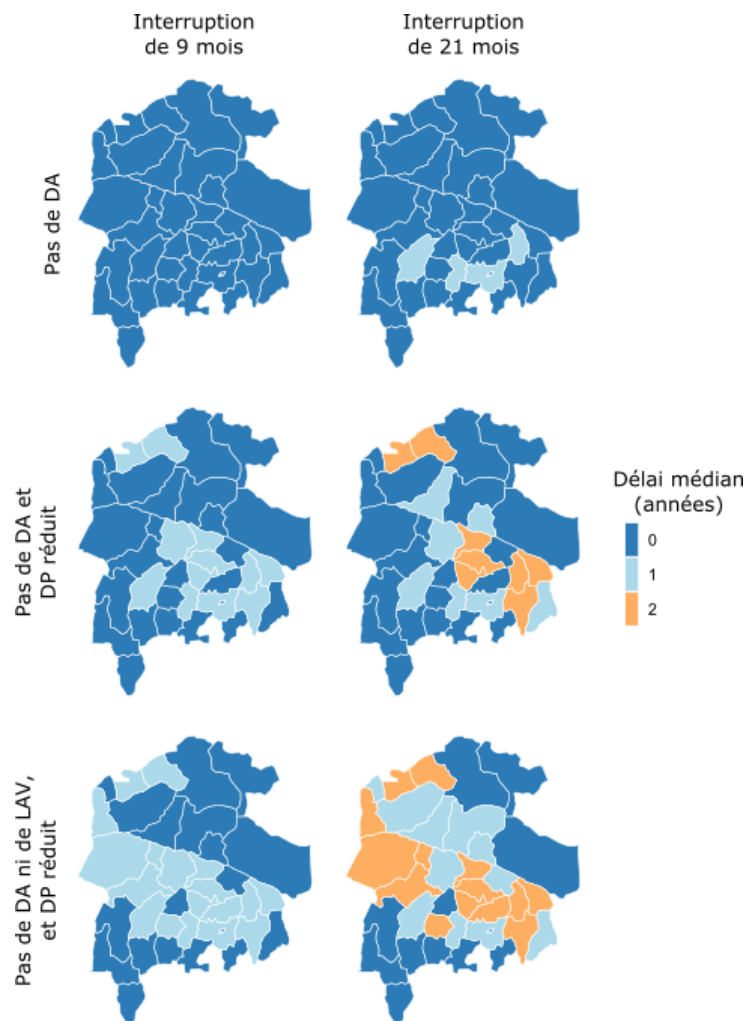 Interruption
de 9 mois
Interruption
de 21 mois
Pas de DA
Pas de DA et
DP réduit
Délai médian
(années)
0
1
2
Pas de DA ni de LAV,
et DP réduit